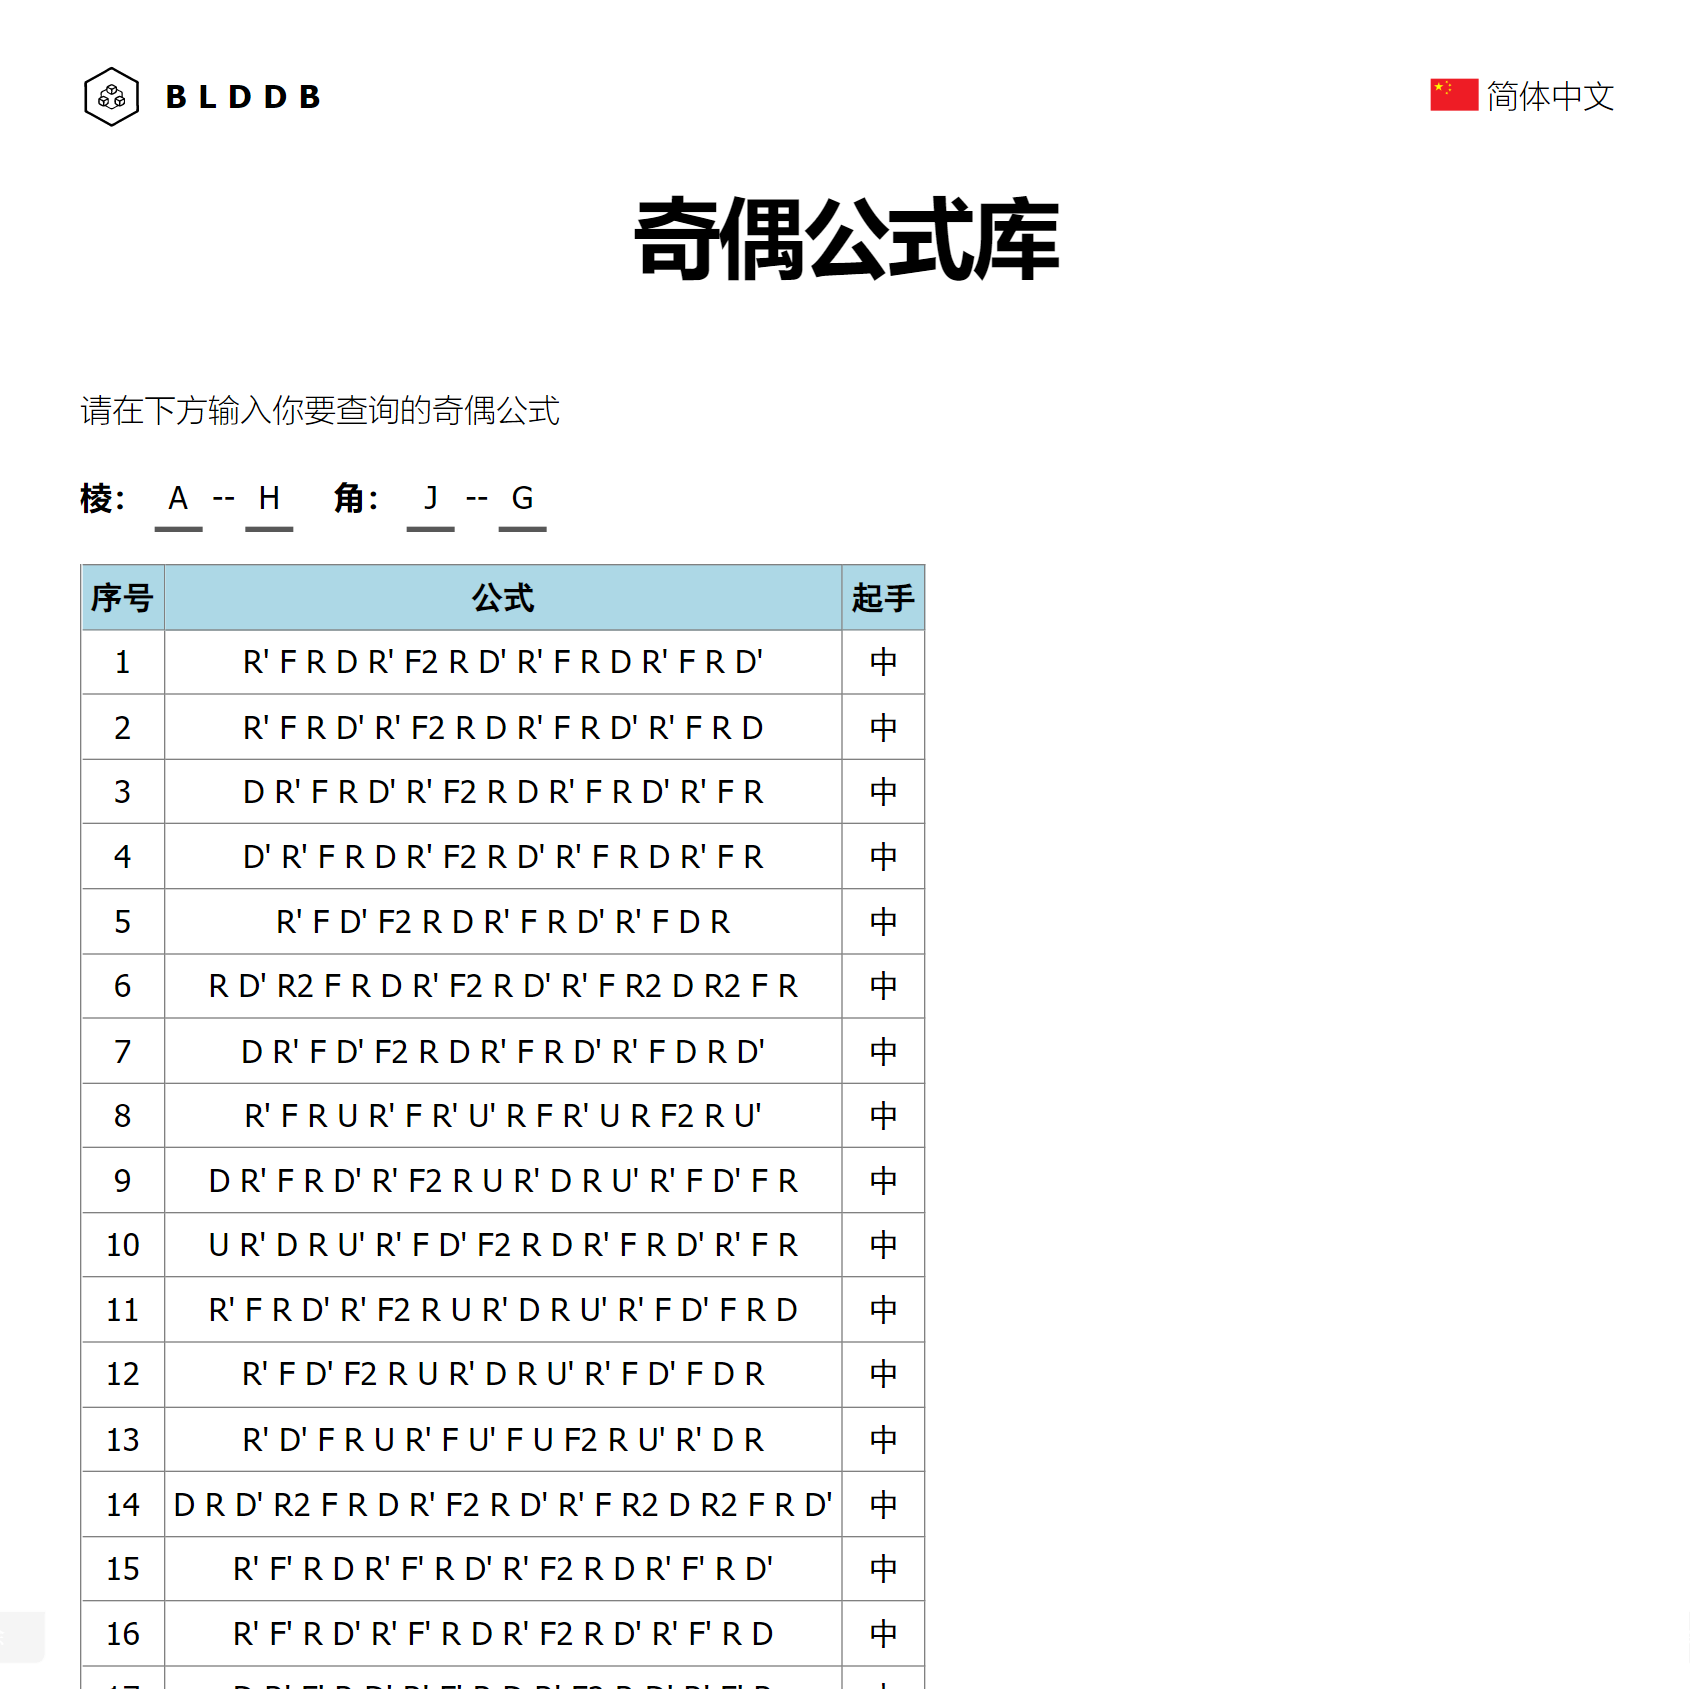 BLDDB
简体中文
奇偶公式库
请在下方输入你要查询的奇偶公式
棱： A -- H 角： J -- G
序号 公式 起手
1 R' F R D R' F2 R D' R' F R D R' F R D' 中
2 R' F R D' R' F2 R D R' F R D' R' F R D 中
3 D R' F R D' R' F2 R D R' F R D' R' F R 中
4 D' R' F R D R' F2 R D' R' F R D R' F R 中
5 R' F D' F2 R D R' F R D' R' F D R 中
6 R D' R2 F R D R' F2 R D' R' F R2 D R2 F R 中
7 D R' F D' F2 R D R' F R D' R' F D R D' 中
8 R' F R U R' F R' U' R F R' U R F2 R U' 中
9 D R' F R D' R' F2 R U R' D R U' R' F D' F R 中
10 U R' D R U' R' F D' F2 R D R' F R D' R' F R 中
11 R' F R D' R' F2 R U R' D R U' R' F D' F R D 中
12 R' F D' F2 R U R' D R U' R' F D' F D R 中
13 R' D' F R U R' F U' F U F2 R U' R' D R 中
14 D R D' R2 F R D R' F2 R D' R' F R2 D R2 F R D' 中
15 R' F' R D R' F' R D' R' F2 R D R' F' R D' 中
16 R' F' R D' R' F' R D R' F2 R D' R' F' R D 中